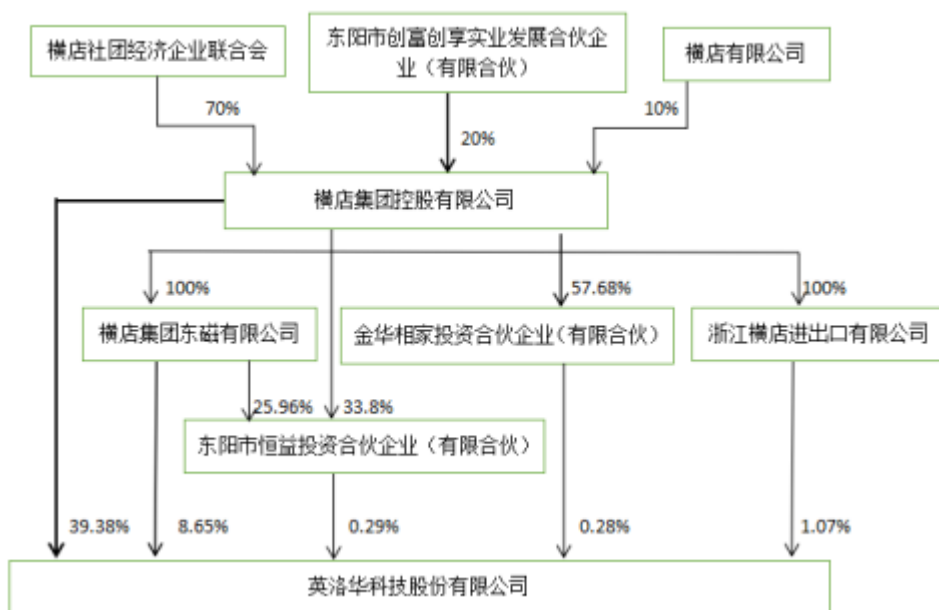 横店社团经济企业联合会
东阳市创富创享实业发展合伙企
业（有限合伙）
横店有限公司
70%
20%
10%
横店集团控股有限公司
100%
57.68%
100%
横店集团东磁有限公司
金华相家投资合伙企业（有限合伙）
浙江横店进出口有限公司
25.96%
33.8%
东阳市恒益投资合伙企业（有限合伙）
39.38%
8.65%
0.29%
0.28%
1.07%
英洛华科技股份有限公司